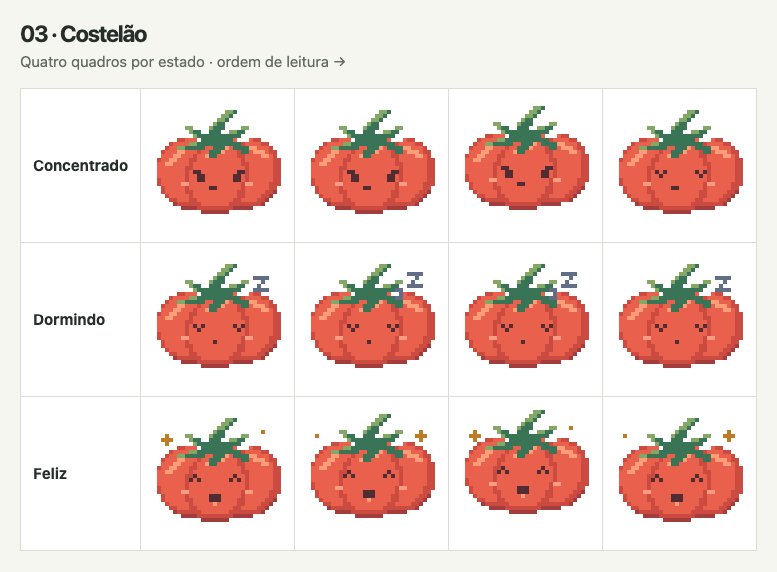 03 · Costelão
Quatro quadros por estado · ordem de leitura →
Concentrado
Dormindo
Z
Z
Z
Z
Feliz